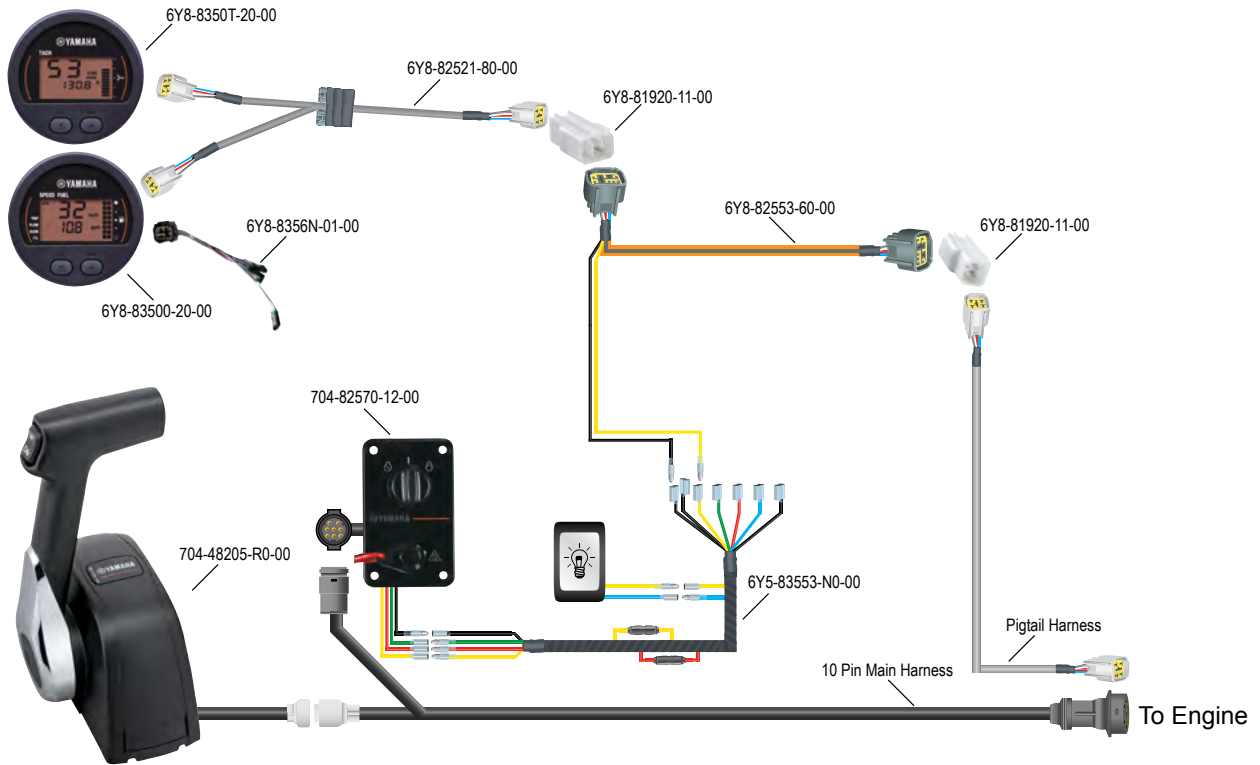 6Y8-8350T-20-00
YAMAHA
TACH
53
1308
6Y8-82521-80-00
6Y8-81920-11-00
YAMAHA
SPEED FUEL
32
108
6Y8-8356N-01-00
6Y8-83500-20-00
6Y8-82553-60-00
6Y8-81920-11-00
704-82570-12-00
YAMAHA
704-48205-R0-00
YAMAHA
6Y5-83553-N0-00
Pigtail Harness
10 Pin Main Harness
To Engine